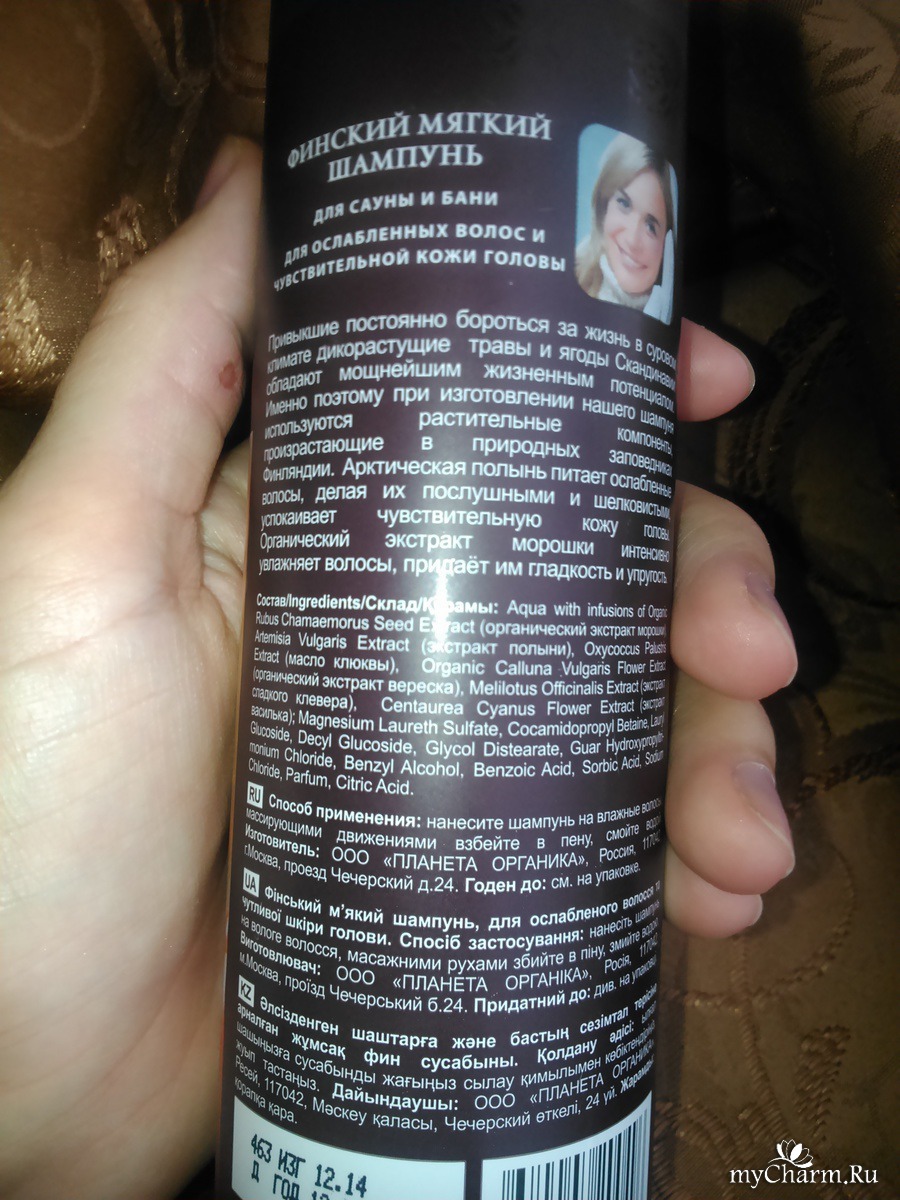 ФИНСКИЙ МЯГКИЙ
ШАМПУНЬ
ДЛЯ САУНЫ И БАНИ
ДЛЯ ОСЛАБЛЕННЫХ ВОЛОС И
ЧУВСТВИТЕЛЬНОЙ КОЖИ ГОЛОВЫ
Привыкшие постоянно бороться за жизнь в суровом
климате дикорастущие травы и ягоды Скандинавии
обладают мощнейшим жизненным потенциалом.
Именно поэтому при изготовлении нашего шампуня
используются растительные компоненты,
произрастающие в природных заповедниках
Финляндии. Арктическая полынь питает ослабленные
волосы, делая их послушными и шелковистыми,
успокаивает чувствительную кожу головы.
Органический экстракт морошки интенсивно
увлажняет волосы, придаёт им гладкость и упругость
Состав/Ingredients/Склад/Құрамы: Aqua with infusions of Organic
Rubus Chamaemorus Seed Extract (органический экстракт морошки),
Artemisia Vulgaris Extract (экстракт полыни), Oxycoccus Palustris
Extract (масло клюквы), Organic Calluna Vulgaris Flower Extract
(органический экстракт вереска), Melilotus Officinalis Extract (экстракт
сладкого клевера), Centaurea Cyanus Flower Extract (экстракт
василька); Magnesium Laureth Sulfate, Cocamidopropyl Betaine, Lauryl
Glucoside, Decyl Glucoside, Glycol Distearate, Guar Hydroxypropyltri-
monium Chloride, Benzyl Alcohol, Benzoic Acid, Sorbic Acid, Sodium
Chloride, Parfum, Citric Acid.
RU Способ применения: нанесите шампунь на влажные волосы
массирующими движениями взбейте в пену, смойте водой
Изготовитель: ООО «ПЛАНЕТА ОРГАНИКА», Россия, 117042,
г.Москва, проезд Чечерский д.24. Годен до: см. на упаковке.
UA Фінський м'який шампунь, для ослабленого волосся та
чутливої шкіри голови. Спосіб застосування: нанесіть шампунь
на вологе волосся, масажними рухами збийте в піну, змийте водою
Виготовлювач: ООО «ПЛАНЕТА ОРГАНІКА», Росія, 117042,
м.Москва, проїзд Чечерський б.24. Придатний до: див. на упаковці
KZ Әлсізденген шаштарға және бастың сезімтал терісіне
арналған жұмсақ фин сусабыны. Қолдану әдісі:
шашыңызға сусабынды жағыңыз сылау қимылымен көбіктендіріп
жуып тастаңыз. Дайындаушы: ООО «ПЛАНЕТА ОРГАНИКА»
Ресей, 117042, Мәскеу қаласы, Чечерский өткелі, 24 үй.
қорапқа қара.
463 ИЗГ 12.14
Д ГОД
myCharm.Ru